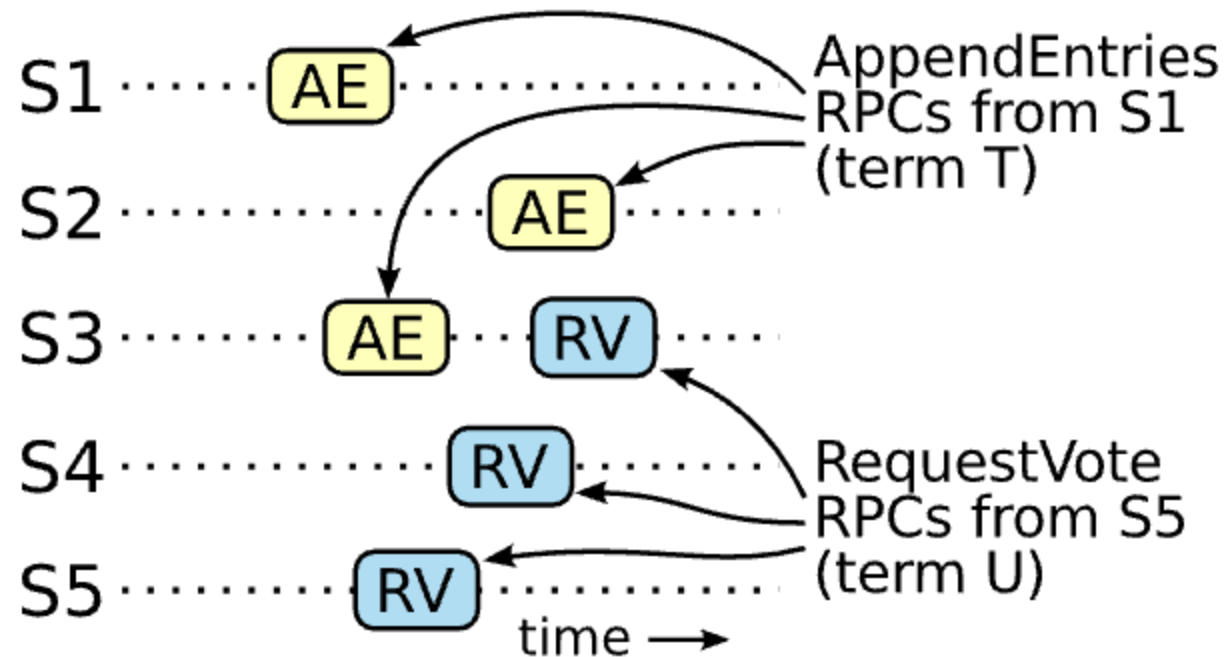 S1 AE
AppendEntries
RPCs from S1
(term T)
S2 AE
S3 AE RV
S4 RV
RequestVote
RPCs from S5
(term U)
S5 RV
time